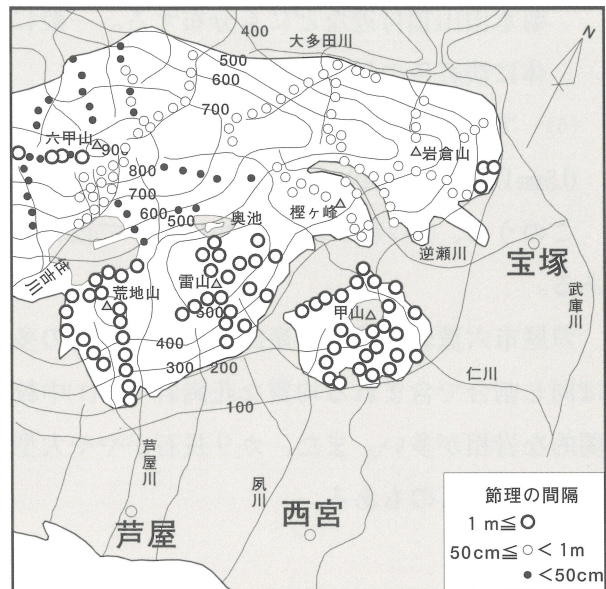 400
大多田川
N
500
600
700
六甲山
900
岩倉山
800
700
600
500
奥池
樫ヶ峰
逆瀬川
宝塚
武庫川
住吉川
荒地山
雷山
500
甲山
400
300
200
仁川
100
芦屋川
夙川
芦屋
西宮
節理の間隔
1m≦
50cm≦ <1m
<50cm